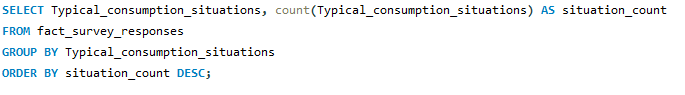 SELECT Typical_consumption_situations, count(Typical_consumption_situations) AS situation_count
FROM fact_survey_responses
GROUP BY Typical_consumption_situations
ORDER BY situation_count DESC;